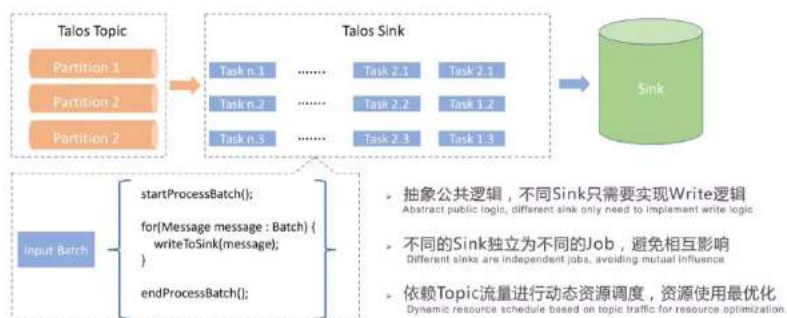 Talos Topic
Partition 1
Partition 2
Partition 2
Talos Sink
Task n.1 ....... Task 2.1 Task 2.1
Task n.2 Task 2.2 Task 1.2
Task n.3 ....... Task 2.3 Task 1.3
Sink
Input Batch
startProcessBatch();
for(Message message : Batch) {
writeToSink(message);
}
endProcessBatch();
抽象公共逻辑，不同Sink只需要实现Write逻辑
Abstract public logic, different sink only need to implement write logic
不同的Sink独立为不同的Job，避免相互影响
Different sinks are independent jobs, avoiding mutual influence
依赖Topic流量进行动态资源调度，资源使用最优化
Dynamic resource schedule based on topic traffic for resource optimization.